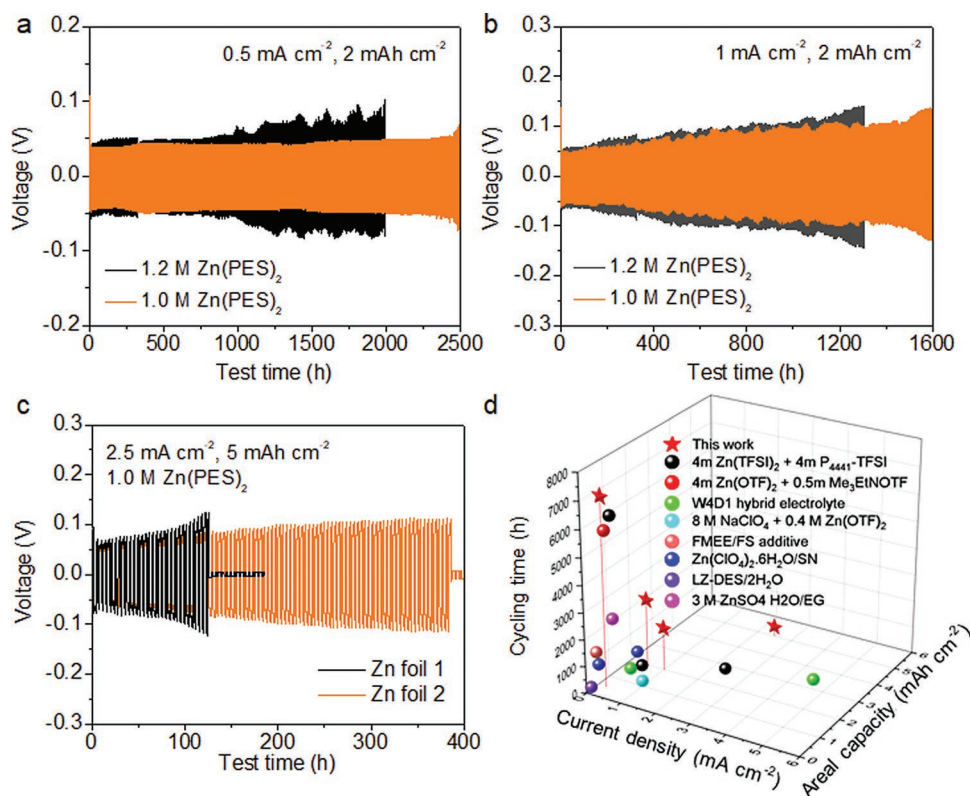 a
0.5 mA cm⁻², 2 mAh cm⁻²
0.2
0.1
0.0
-0.1
-0.2
Voltage (V)
1.2 M Zn(PES)₂
1.0 M Zn(PES)₂
0 500 1000 1500 2000 2500
Test time (h)
b
1 mA cm⁻², 2 mAh cm⁻²
0.3
0.2
0.1
0.0
-0.1
-0.2
-0.3
Voltage (V)
1.2 M Zn(PES)₂
1.0 M Zn(PES)₂
0 400 800 1200 1600
Test time (h)
c
2.5 mA cm⁻², 5 mAh cm⁻²
1.0 M Zn(PES)₂
0.3
0.2
0.1
0.0
-0.1
-0.2
-0.3
Voltage (V)
Zn foil 1
Zn foil 2
0 100 200 300 400
Test time (h)
d
This work
4m Zn(TFSI)₂ + 4m P₄₄₄₁-TFSI
4m Zn(OTF)₂ + 0.5m Me₃EtNOTF
W4D1 hybrid electrolyte
8 M NaClO₄ + 0.4 M Zn(OTF)₂
FMEE/FS additive
Zn(ClO₄)₂.6H₂O/SN
LZ-DES/2H₂O
3 M ZnSO4 H2O/EG
8000
7000
6000
5000
4000
3000
2000
1000
0
Cycling time (h)
0 1 2 3 4 5 6
Current density (mA cm⁻²)
0 1 2 3 4 5 6
Areal capacity (mAh cm⁻²)